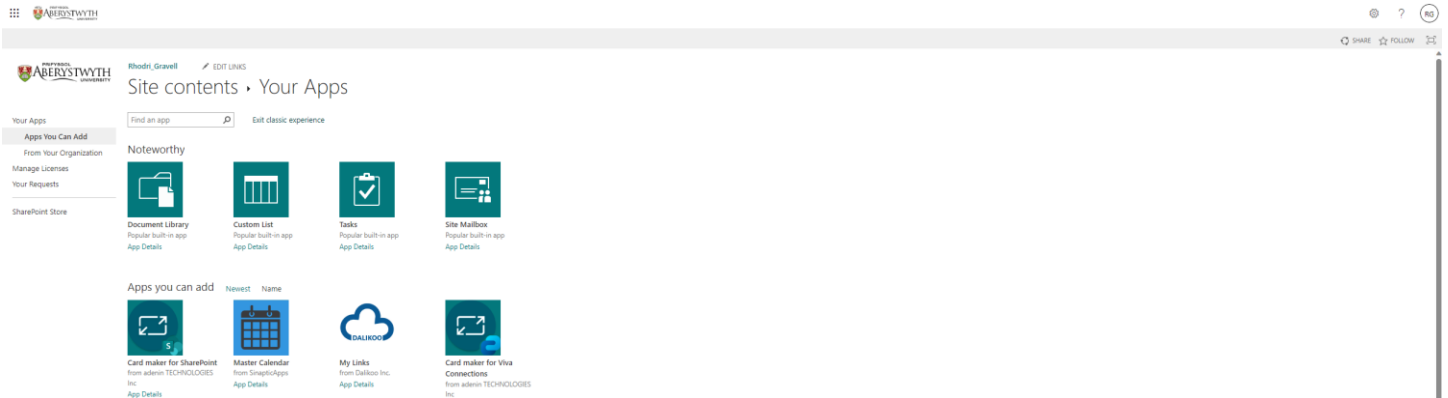 PRIFYSGOL
ABERYSTWYTH
UNIVERSITY
? RG
SHARE FOLLOW
PRIFYSGOL
ABERYSTWYTH
UNIVERSITY
Rhodri_Gravell EDIT LINKS
Site contents › Your Apps
Your Apps
Apps You Can Add
From Your Organization
Manage Licenses
Your Requests
SharePoint Store
Find an app Exit classic experience
Noteworthy
Document Library Custom List Tasks Site Mailbox
Popular built-in app Popular built-in app Popular built-in app Popular built-in app
App Details App Details App Details App Details
Apps you can add Newest Name
S DALIKOO
Card maker for SharePoint Master Calendar My Links Card maker for Viva
from adenin TECHNOLOGIES from SinapticApps from Dalikoo Inc. Connections
Inc App Details App Details from adenin TECHNOLOGIES
App Details Inc